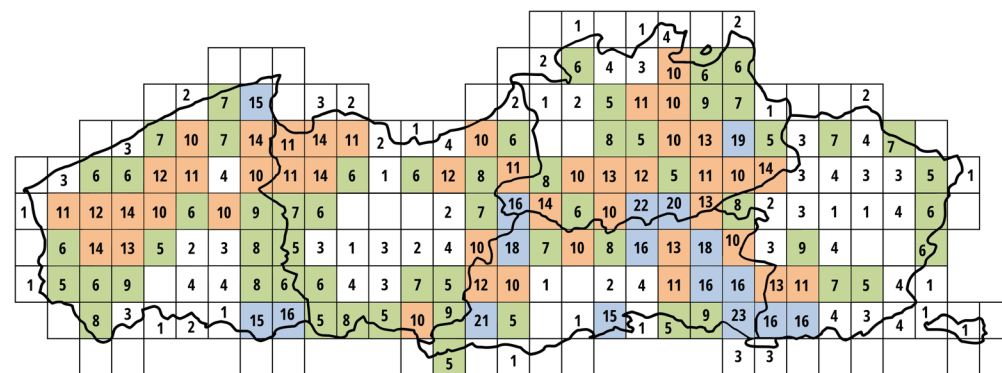 1 1 4 2
2 6 4 3 10 6 6
2 7 15 3 2 2 1 2 5 11 10 9 7 1 2
3 7 10 7 14 11 14 11 2 1 4 10 6 8 5 10 13 19 5 3 7 4 7
3 6 6 12 11 4 10 11 14 6 1 6 12 8 11 8 10 13 12 5 11 10 14 3 4 3 3 5 1
1 11 12 14 10 6 10 9 7 6 2 7 16 14 6 10 22 20 13 8 2 3 1 1 4 6
6 14 13 5 2 3 8 5 3 1 3 2 4 10 18 7 10 8 16 13 18 10 3 9 4 6
1 5 6 9 4 4 8 6 6 4 3 7 5 12 10 1 2 4 11 16 16 13 11 7 5 4 1
8 3 1 2 1 15 16 5 8 5 10 9 21 5 1 15 1 5 9 23 16 16 4 3 4 1
5 1 3 3